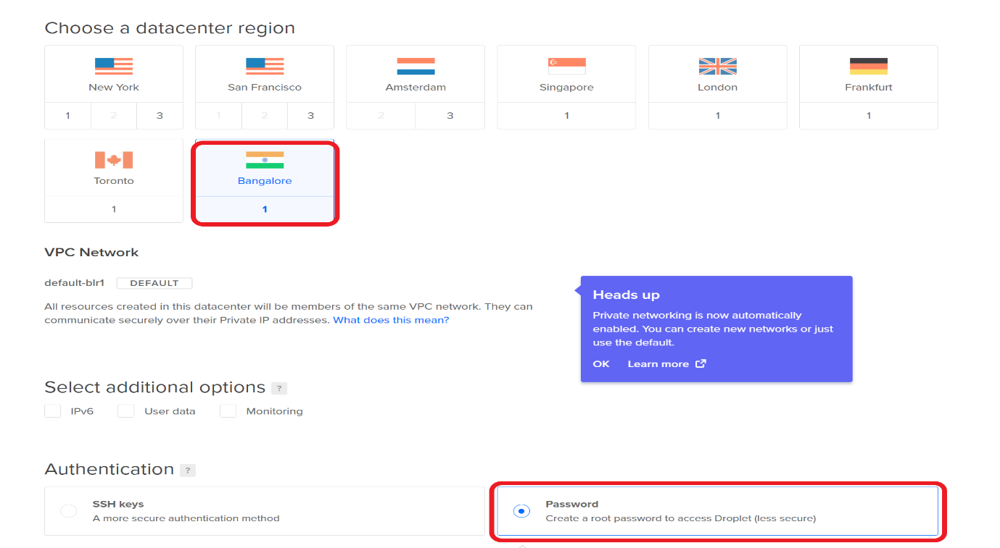 Choose a datacenter region
New York
San Francisco
Amsterdam
Singapore
London
Frankfurt
1 2 3
1 2 3
2 3
1
1
1
Toronto
Bangalore
1
1
VPC Network
default-blr1 DEFAULT
All resources created in this datacenter will be members of the same VPC network. They can
communicate securely over their Private IP addresses. What does this mean?
Heads up
Private networking is now automatically
enabled. You can create new networks or just
use the default.
OK Learn more
Select additional options ?
IPv6 User data Monitoring
Authentication ?
SSH keys
A more secure authentication method
Password
Create a root password to access Droplet (less secure)